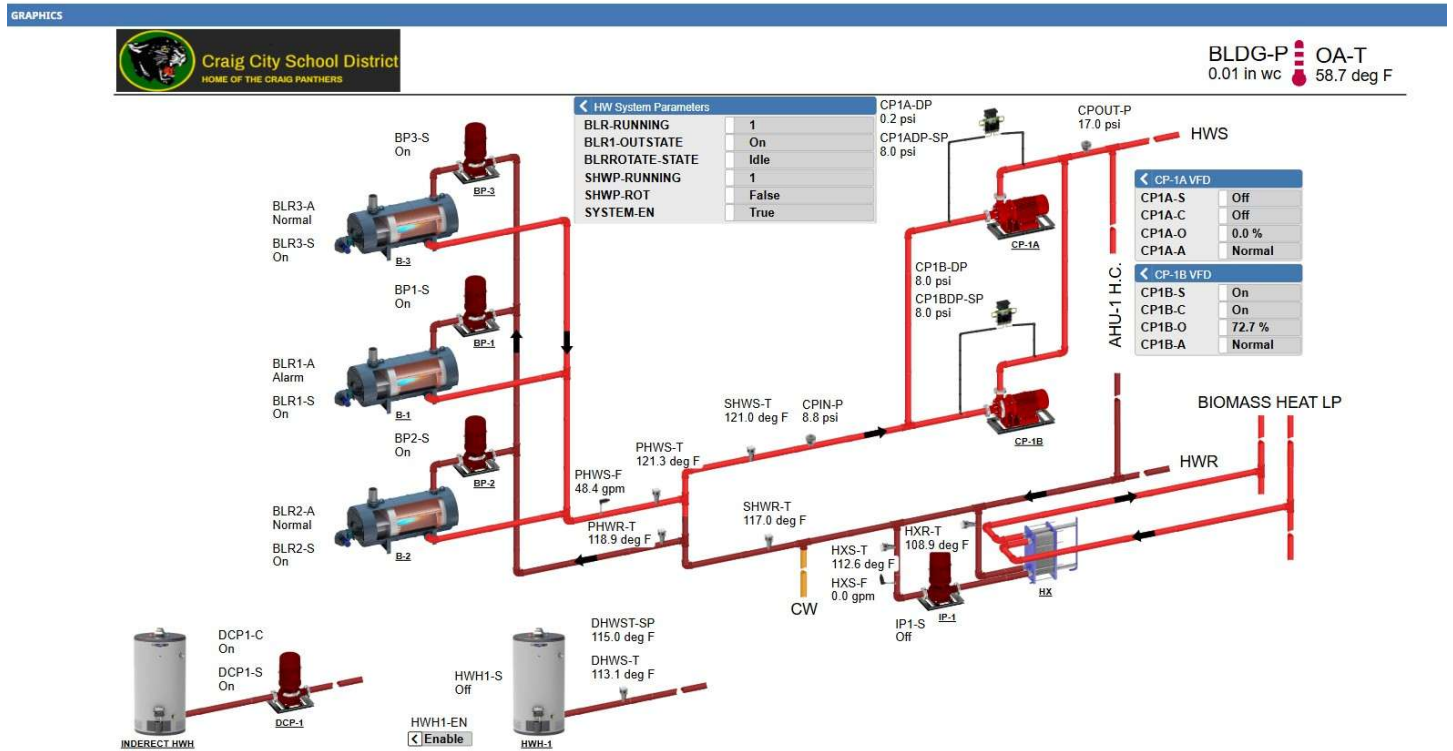 GRAPHICS
Craig City School District
HOME OF THE CRAIG PANTHERS
BLDG-P
0.01 in wc
OA-T
58.7 deg F
HW System Parameters
BLR-RUNNING 1
BLR1-OUTSTATE On
BLRROTATE-STATE Idle
SHWP-RUNNING 1
SHWP-ROT False
SYSTEM-EN True
CP1A-DP
0.2 psi
CP1ADP-SP
8.0 psi
CPOUT-P
17.0 psi
HWS
BP3-S
On
BP-3
BLR3-A
Normal
BLR3-S
On
B-3
CP-1A
CP-1A VFD
CP1A-S Off
CP1A-C Off
CP1A-O 0.0 %
CP1A-A Normal
CP-1B VFD
CP1B-S On
CP1B-C On
CP1B-O 72.7 %
CP1B-A Normal
AHU-1 H.C.
BP1-S
On
BP-1
CP1B-DP
8.0 psi
CP1BDP-SP
8.0 psi
BLR1-A
Alarm
BLR1-S
On
B-1
CP-1B
SHWS-T
121.0 deg F
CPIN-P
8.8 psi
BIOMASS HEAT LP
BP2-S
On
BP-2
PHWS-T
121.3 deg F
HWR
PHWS-F
48.4 gpm
BLR2-A
Normal
BLR2-S
On
B-2
PHWR-T
118.9 deg F
SHWR-T
117.0 deg F
HXR-T
108.9 deg F
HXS-T
112.6 deg F
HXS-F
0.0 gpm
HX
CW
IP1-S
Off
IP-1
DCP1-C
On
DCP1-S
On
DCP-1
INDERECT HWH
DHWST-SP
115.0 deg F
DHWS-T
113.1 deg F
HWH1-S
Off
HWH1-EN
Enable
HWH-1